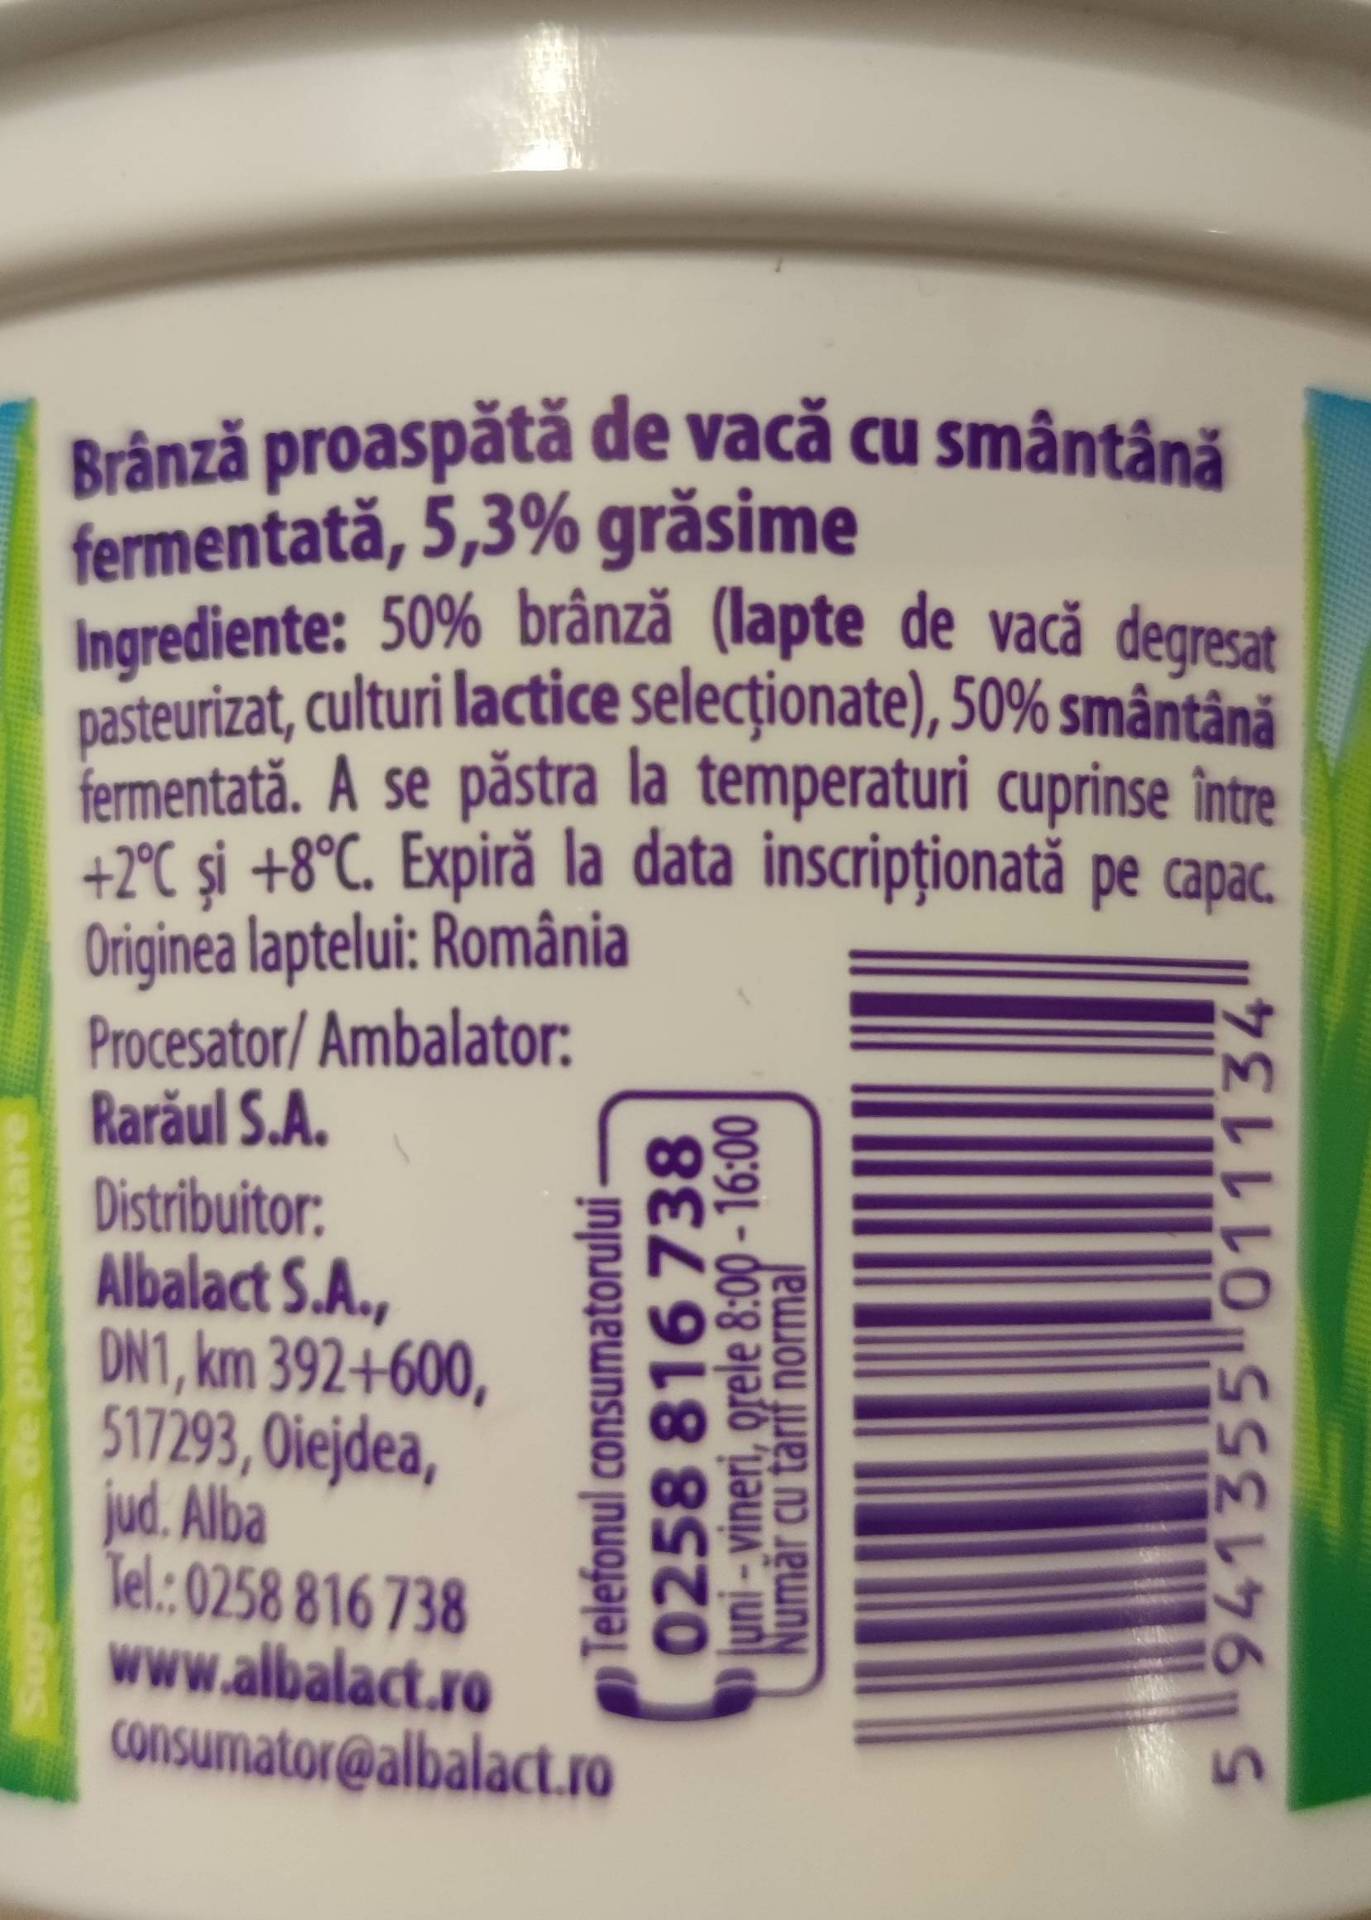 Brânză proaspătă de vacă cu smântână
fermentată, 5,3% grăsime
Ingrediente: 50% brânză (lapte de vacă degresat
pasteurizat, culturi lactice selecționate), 50% smântână
fermentată. A se păstra la temperaturi cuprinse între
+2°C și +8°C. Expiră la data inscripționată pe capac.
Originea laptelui: România
Procesator/ Ambalator:
Rarăul S.A.
Distribuitor:
Albalact S.A.,
DN1, km 392+600,
517293, Oiejdea,
jud. Alba
Tel.: 0258 816 738
www.albalact.ro
consumator@albalact.ro
Telefonul consumatorului
0258 816 738
luni - vineri, orele 8:00 - 16:00
Număr cu tarif normal
5 941355 011134
Sugestie de prezentare